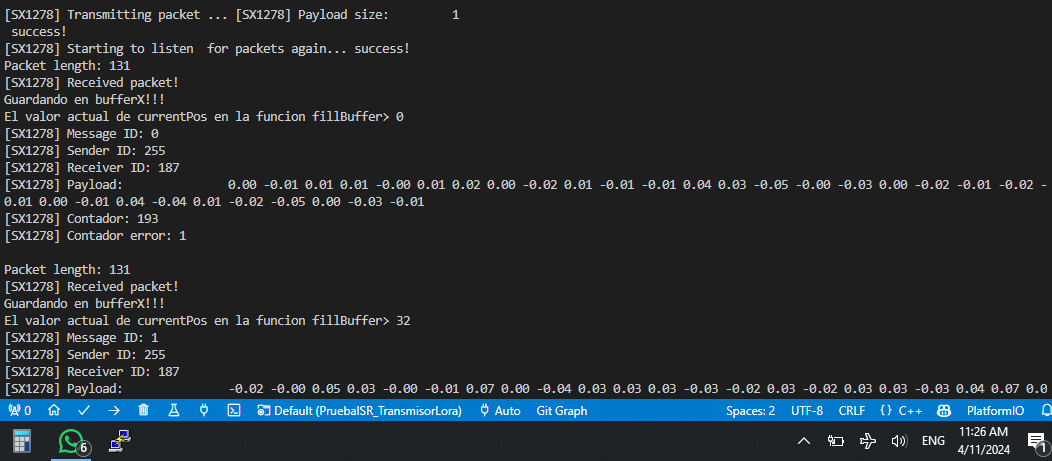 [SX1278] Transmitting packet ... [SX1278] Payload size:        1
 success!
[SX1278] Starting to listen  for packets again... success!
Packet length: 131
[SX1278] Received packet!
Guardando en bufferX!!!
El valor actual de currentPos en la funcion fillBuffer> 0
[SX1278] Message ID: 0
[SX1278] Sender ID: 255
[SX1278] Receiver ID: 187
[SX1278] Payload:              0.00 -0.01 0.01 0.01 -0.00 0.01 0.02 0.00 -0.02 0.01 -0.01 -0.01 0.04 0.03 -0.05 -0.00 -0.03 0.00 -0.02 -0.01 -0.02 -
0.01 0.00 -0.01 0.04 -0.04 0.01 -0.02 -0.05 0.00 -0.03 -0.01
[SX1278] Contador: 193
[SX1278] Contador error: 1
Packet length: 131
[SX1278] Received packet!
Guardando en bufferX!!!
El valor actual de currentPos en la funcion fillBuffer> 32
[SX1278] Message ID: 1
[SX1278] Sender ID: 255
[SX1278] Receiver ID: 187
[SX1278] Payload:              -0.02 -0.00 0.05 0.03 -0.00 -0.01 0.07 0.00 -0.04 0.03 0.03 0.03 -0.03 -0.02 0.03 -0.02 0.03 0.03 -0.03 0.04 0.07 0.0
0 Default (PruebaISR_TransmisorLora) Auto Git Graph Spaces: 2 UTF-8 CRLF {} C++ PlatformIO
6 ENG 11:26 AM 1
4/11/2024